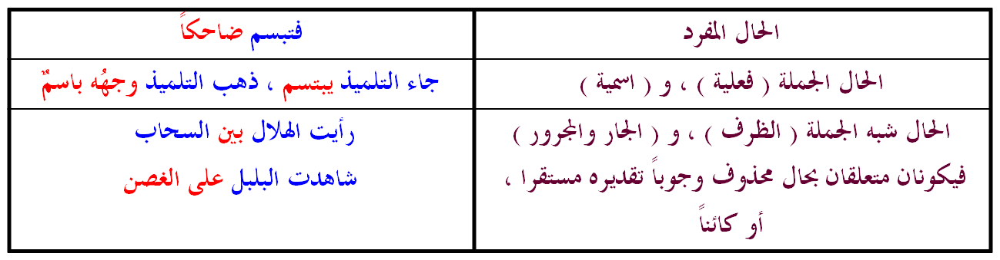 الحال المفرد
فتبسم ضاحكاً
الحال الجملة ( فعلية ) ، و ( اسمية )
جاء التلميذ يبتسم ، ذهب التلميذ وجهُه باسمٌ
الحال شبه الجملة ( الظرف ) ، و ( الجار والمجرور )
فيكونان متعلقان بحال محذوف وجوباً تقديره مستقرا ،
أو كائناً
رأيت الهلال بين السحاب
شاهدت البلبل على الغصن